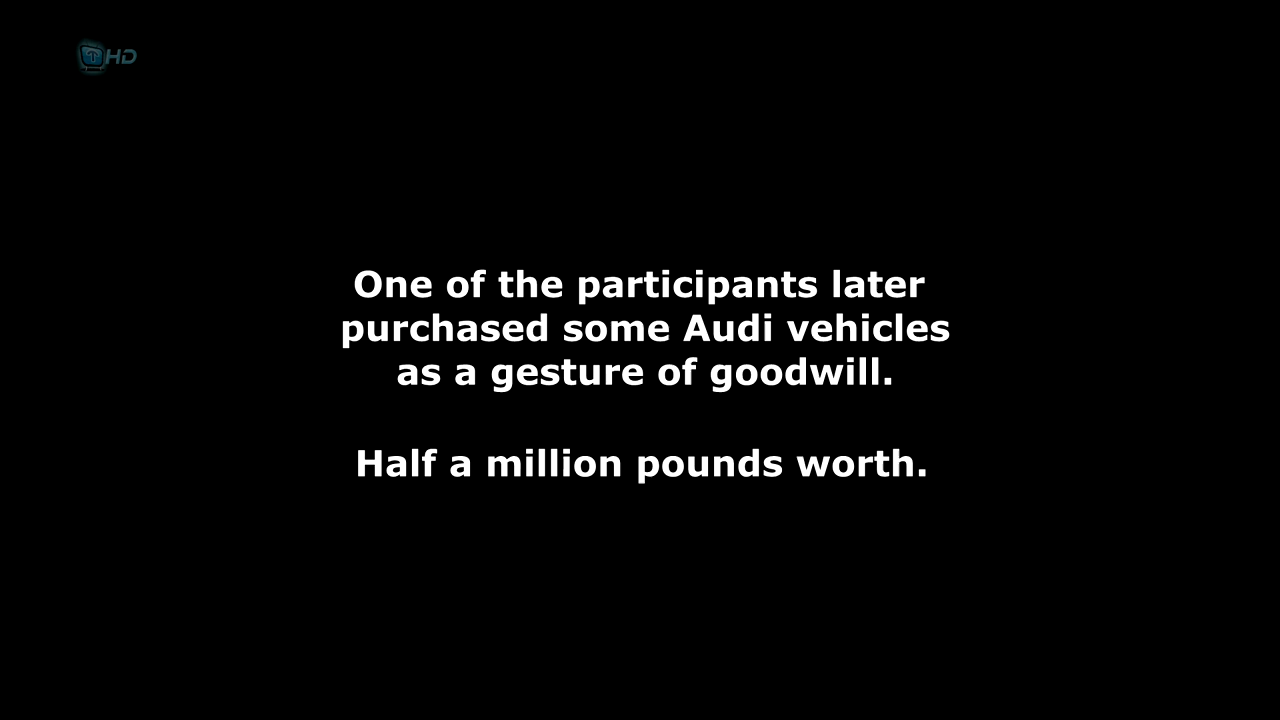 HD
One of the participants later
purchased some Audi vehicles
as a gesture of goodwill.
Half a million pounds worth.